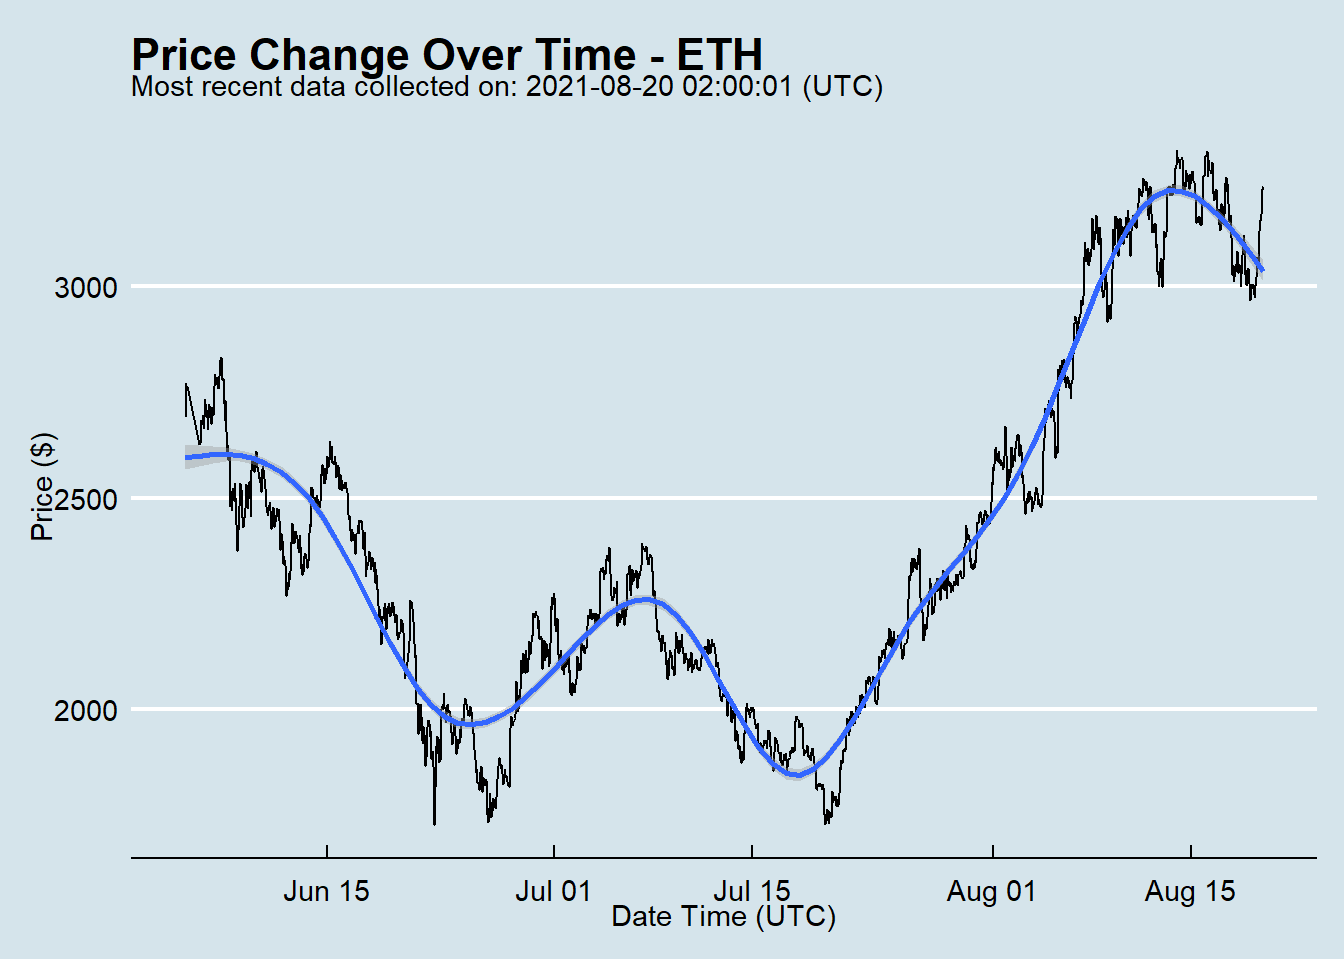 Price Change Over Time - ETH
Most recent data collected on: 2021-08-20 02:00:01 (UTC)
3000
2500
2000
Price ($)
Jun 15
Jul 01
Jul 15
Aug 01
Aug 15
Date Time (UTC)